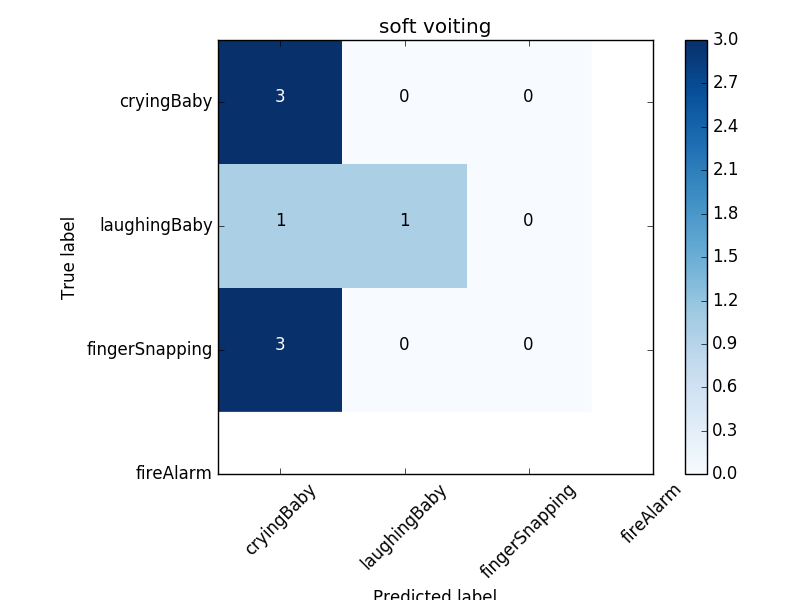 soft voiting
cryingBaby 3 0 0
laughingBaby 1 1 0
fingerSnapping 3 0 0
fireAlarm
True label
cryingBaby laughingBaby fingerSnapping fireAlarm
Predicted label
3.0
2.7
2.4
2.1
1.8
1.5
1.2
0.9
0.6
0.3
0.0